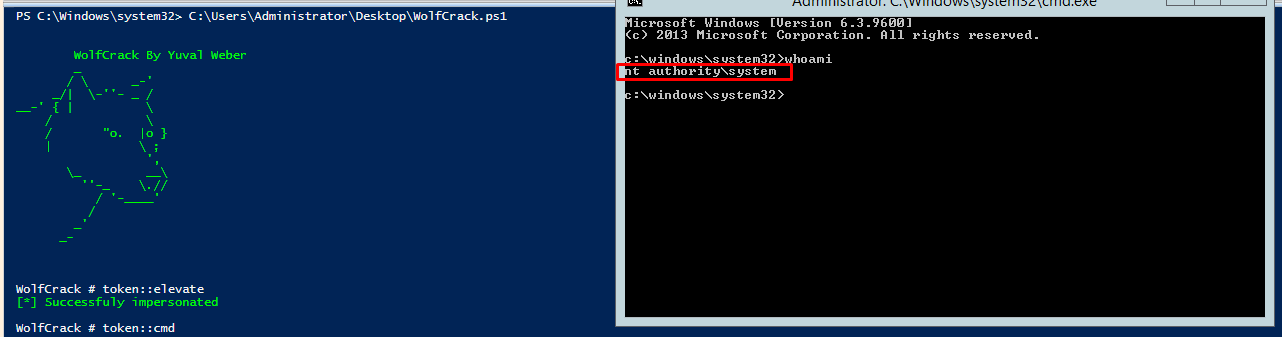 PS C:\Windows\system32> C:\Users\Administrator\Desktop\WolfCrack.ps1
WolfCrack By Yuval Weber
WolfCrack # token::elevate
[*] Successfuly impersonated
WolfCrack # token::cmd
Administrator: C:\Windows\system32\cmd.exe
Microsoft Windows [Version 6.3.9600]
(c) 2013 Microsoft Corporation. All rights reserved.
c:\windows\system32>whoami
nt authority\system
c:\windows\system32>